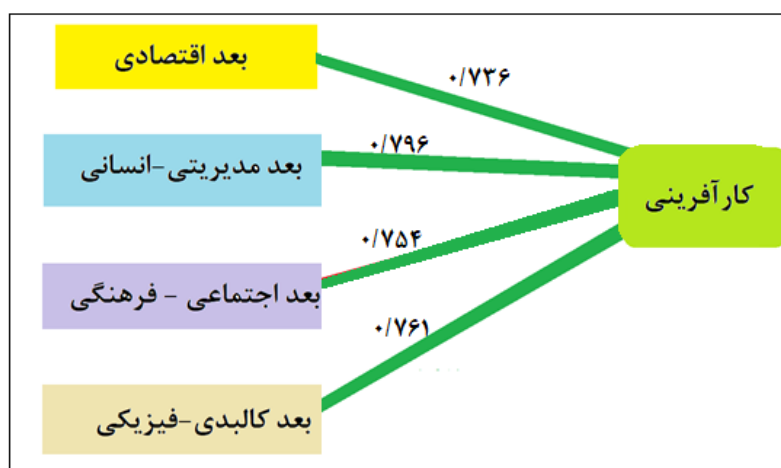 بعد اقتصادی
۰/۷۳۶
بعد مدیریتی-انسانی
۰/۷۹۶
کارآفرینی
۰/۷۵۴
بعد اجتماعی - فرهنگی
۰/۷۶۱
بعد کالبدی-فیزیکی